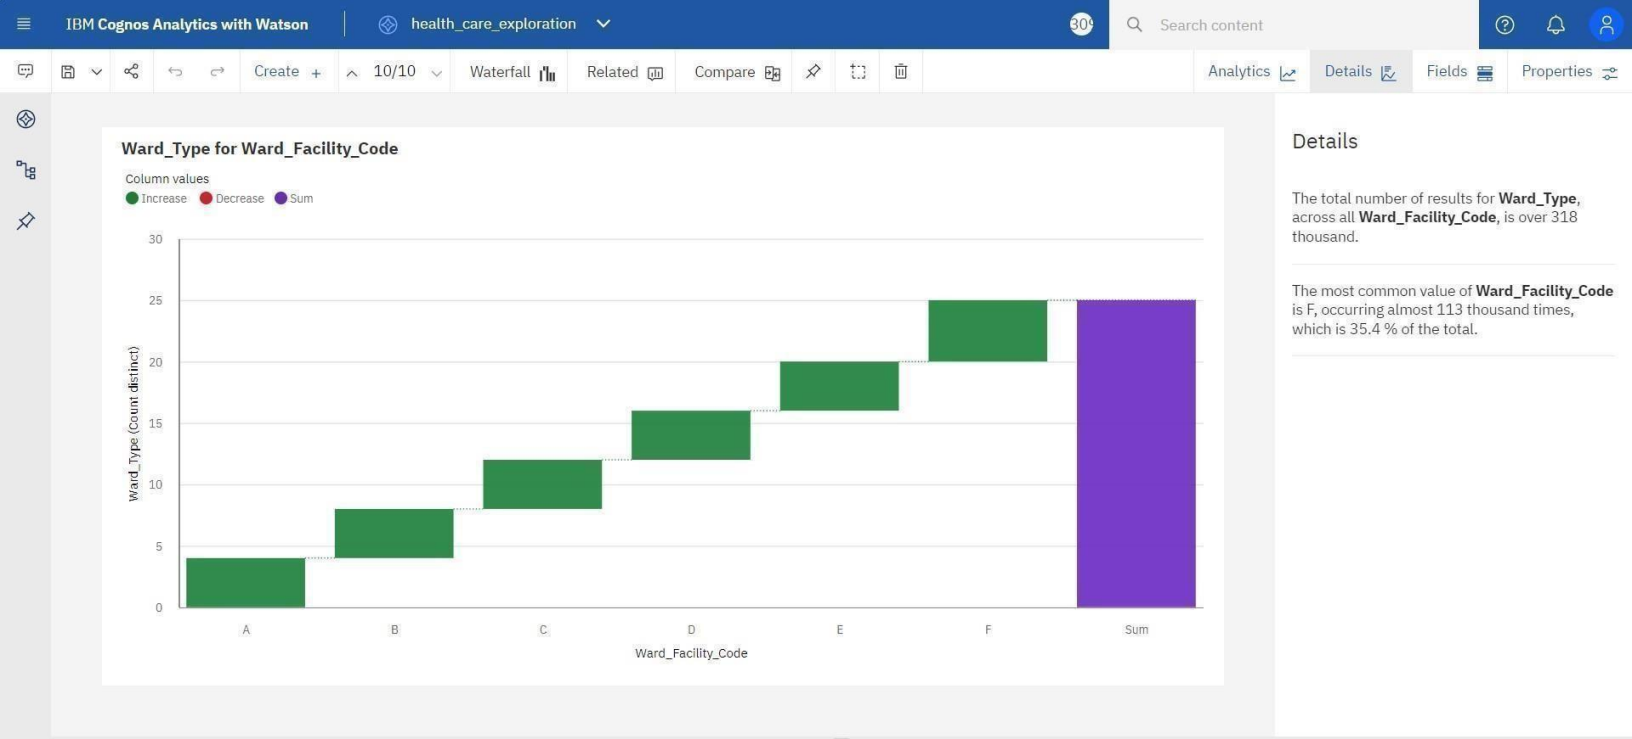 IBM Cognos Analytics with Watson
health_care_exploration
Search content
Create +
10/10
Waterfall
Related
Compare
Analytics
Details
Fields
Properties
Ward_Type for Ward_Facility_Code
Column values
Increase Decrease Sum
30
25
20
15
10
5
0
Ward_Type (Count distinct)
A B C D E F Sum
Ward_Facility_Code
Details
The total number of results for Ward_Type,
across all Ward_Facility_Code, is over 318
thousand.
The most common value of Ward_Facility_Code
is F, occurring almost 113 thousand times,
which is 35.4 % of the total.